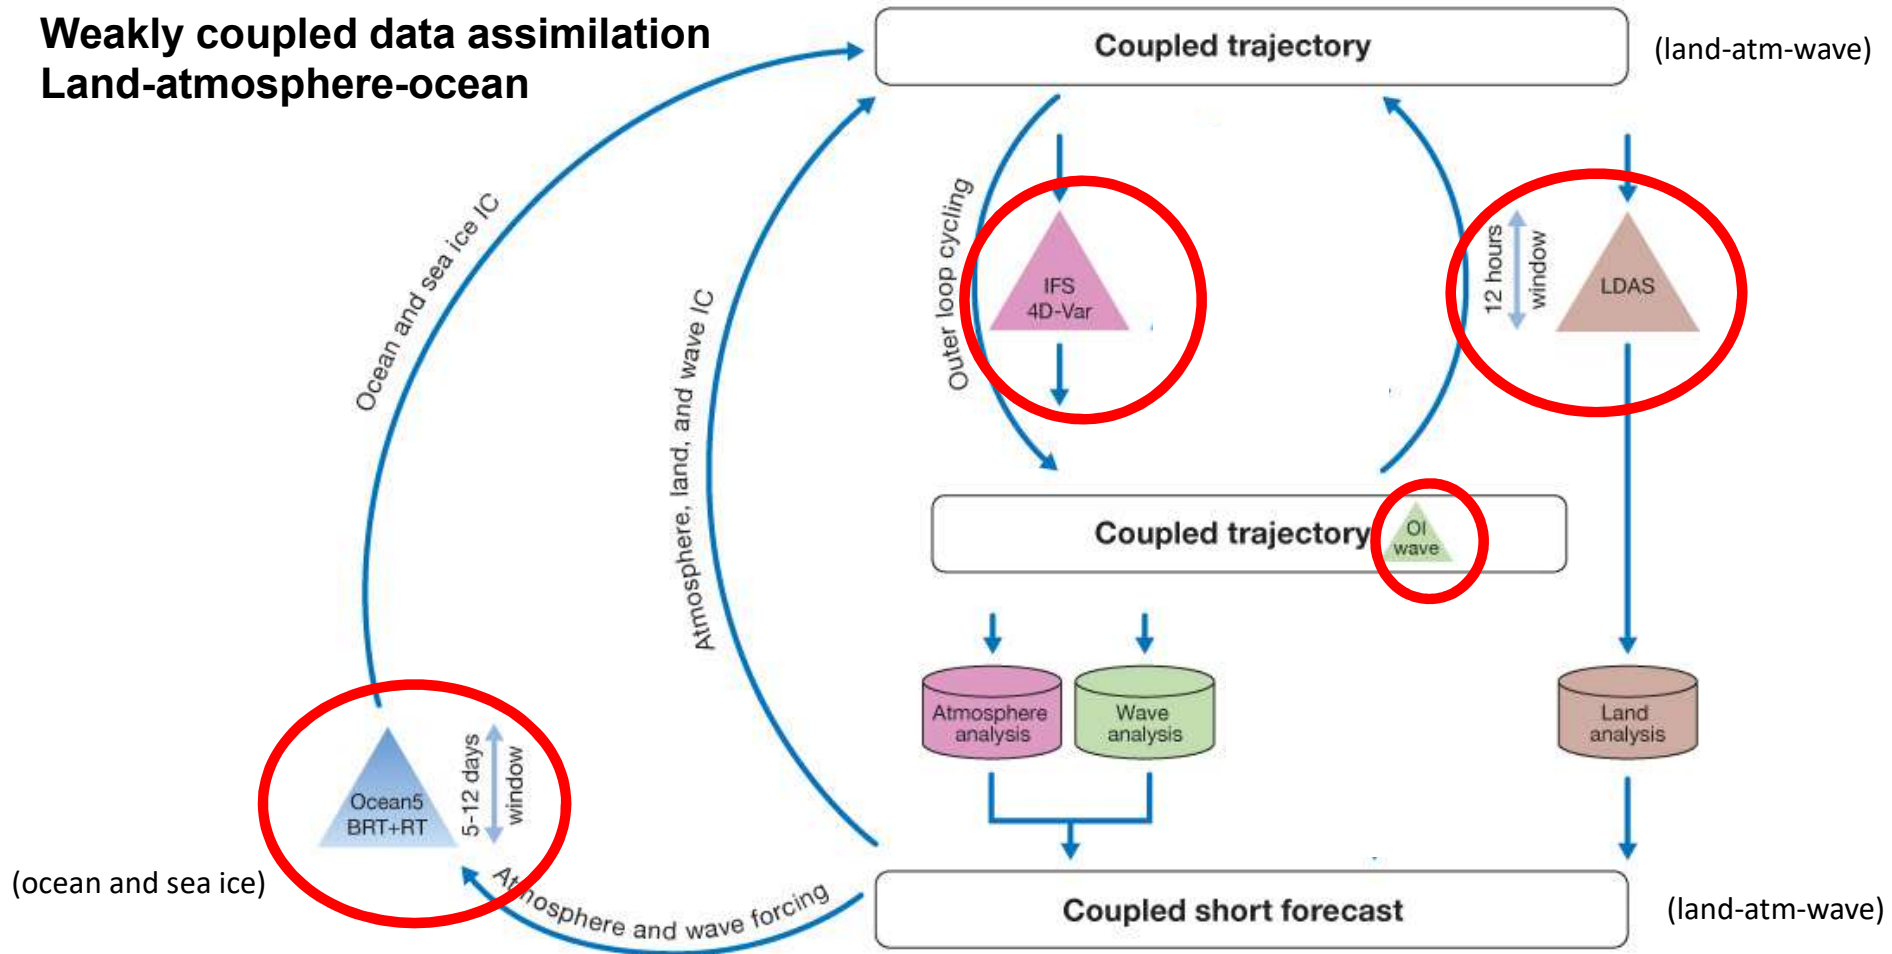 Weakly coupled data assimilation
Land-atmosphere-ocean
Coupled trajectory
(land-atm-wave)
Ocean and sea ice IC
Atmosphere, land, and wave IC
Outer loop cycling
IFS
4D-Var
12 hours
window
LDAS
Coupled trajectory
OI
wave
Atmosphere
analysis
Wave
analysis
Land
analysis
Ocean5
BRT+RT
5-12 days
window
(ocean and sea ice)
Atmosphere and wave forcing
Coupled short forecast
(land-atm-wave)